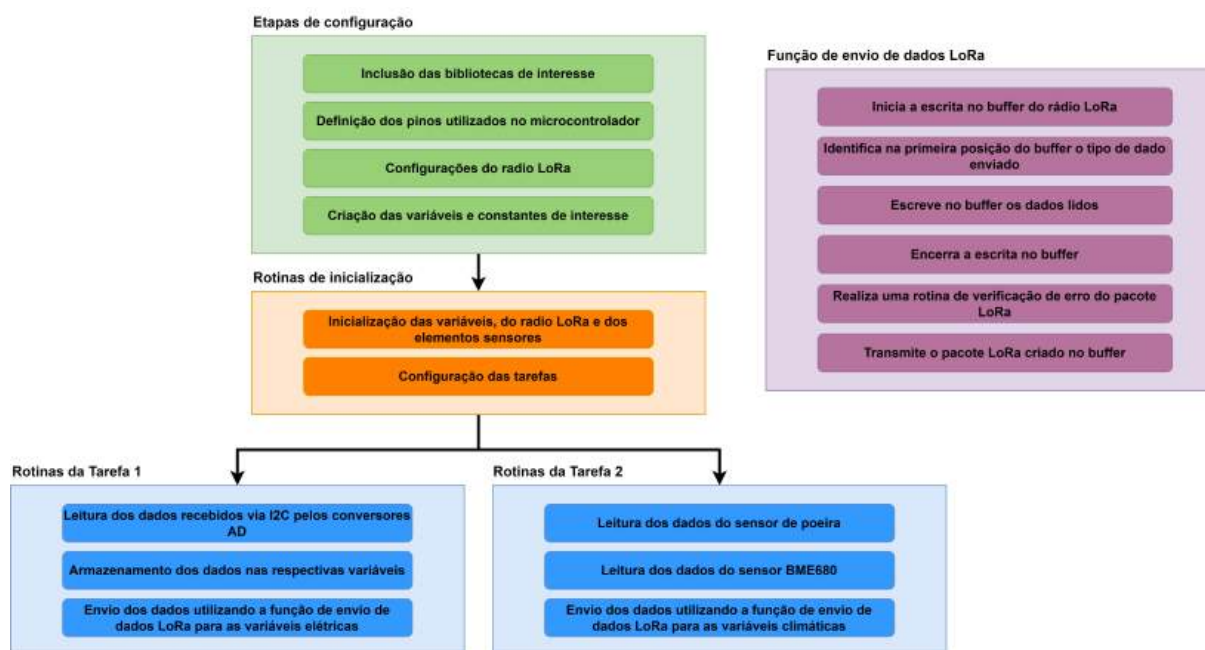 Etapas de configuração
Inclusão das bibliotecas de interesse
Definição dos pinos utilizados no microcontrolador
Configurações do radio LoRa
Criação das variáveis e constantes de interesse
Função de envio de dados LoRa
Inicia a escrita no buffer do rádio LoRa
Identifica na primeira posição do buffer o tipo de dado
enviado
Escreve no buffer os dados lidos
Encerra a escrita no buffer
Realiza uma rotina de verificação de erro do pacote
LoRa
Transmite o pacote LoRa criado no buffer
Rotinas de inicialização
Inicialização das variáveis, do radio LoRa e dos
elementos sensores
Configuração das tarefas
Rotinas da Tarefa 1
Leitura dos dados recebidos via I2C pelos conversores
AD
Armazenamento dos dados nas respectivas variáveis
Envio dos dados utilizando a função de envio de
dados LoRa para as variáveis elétricas
Rotinas da Tarefa 2
Leitura dos dados do sensor de poeira
Leitura dos dados do sensor BME680
Envio dos dados utilizando a função de envio de
dados LoRa para as variáveis climáticas